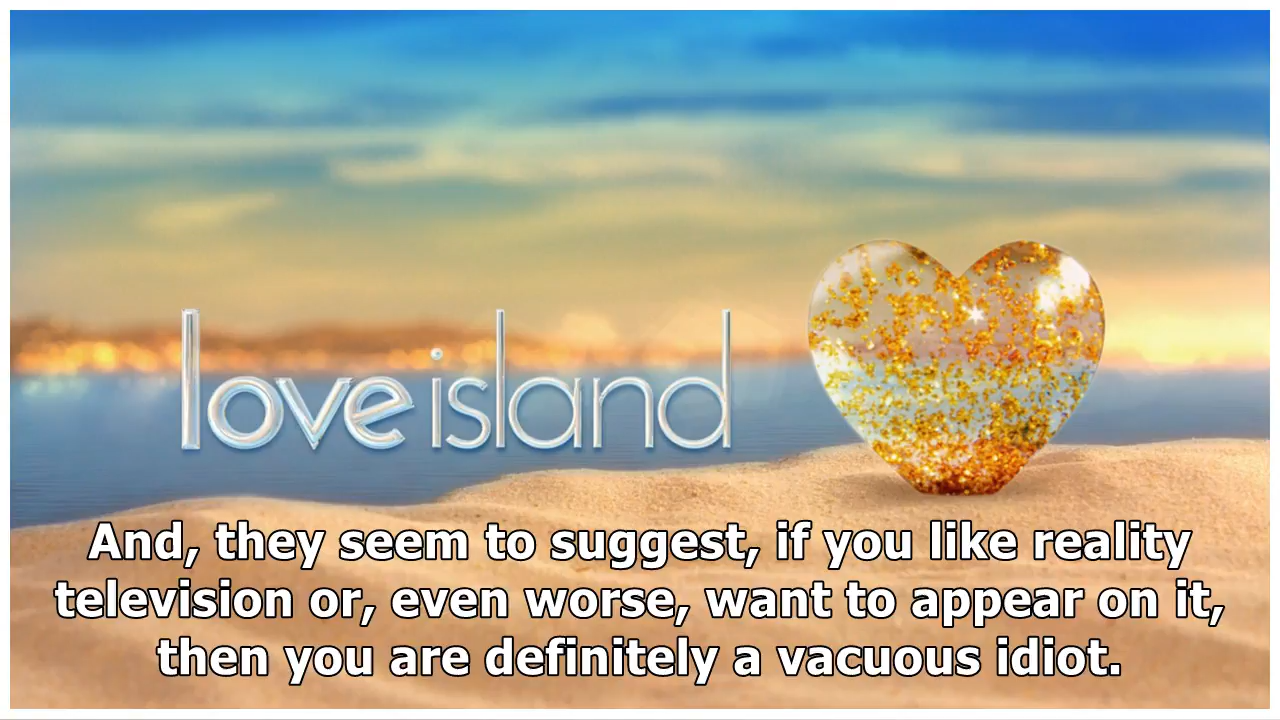 love island
And, they seem to suggest, if you like reality
television or, even worse, want to appear on it,
then you are definitely a vacuous idiot.